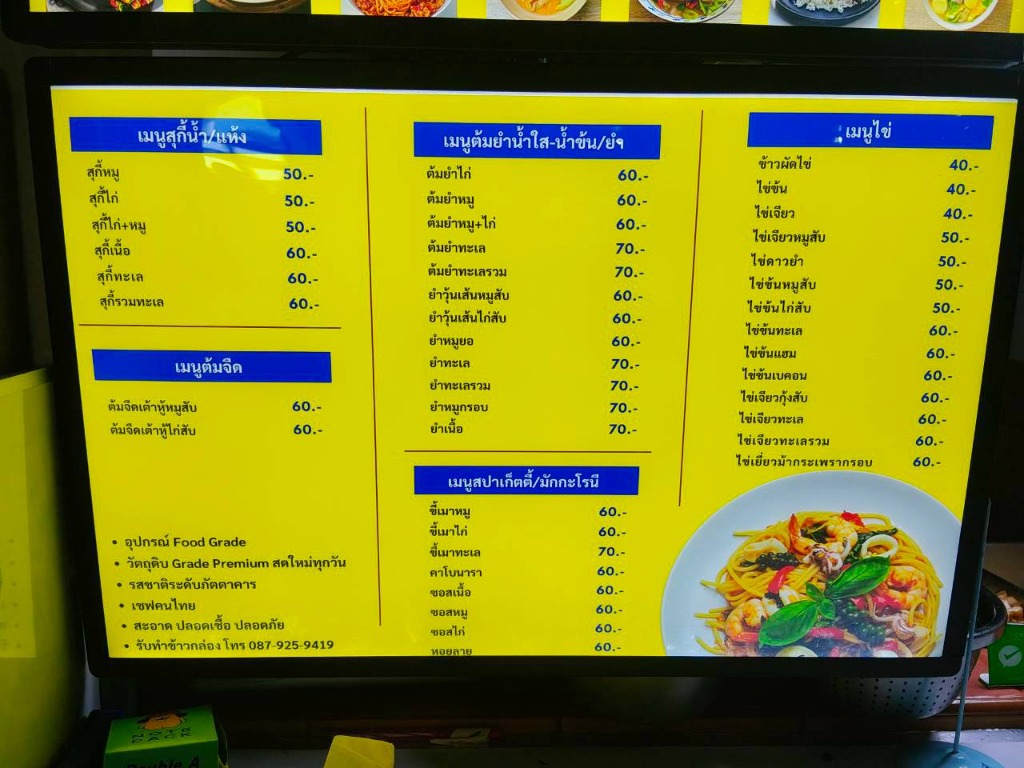 เมนูสุกี้น้ำ/แห้ง
สุกี้หมู 50.-
สุกี้ไก่ 50.-
สุกี้ไก่+หมู 50.-
สุกี้เนื้อ 60.-
สุกี้ทะเล 60.-
สุกี้รวมทะเล 60.-
เมนูต้มจืด
ต้มจืดเต้าหู้หมูสับ 60.-
ต้มจืดเต้าหู้ไก่สับ 60.-
• อุปกรณ์ Food Grade
• วัตถุดิบ Grade Premium สดใหม่ทุกวัน
• รสชาติระดับภัตตาคาร
• เชฟคนไทย
• สะอาด ปลอดเชื้อ ปลอดภัย
• รับทำข้าวกล่อง โทร 087-925-9419
เมนูต้มยำน้ำใส-น้ำข้น/ยำ
ต้มยำไก่ 60.-
ต้มยำหมู 60.-
ต้มยำหมู+ไก่ 60.-
ต้มยำทะเล 70.-
ต้มยำทะเลรวม 70.-
ยำวุ้นเส้นหมูสับ 60.-
ยำวุ้นเส้นไก่สับ 60.-
ยำหมูยอ 60.-
ยำทะเล 70.-
ยำทะเลรวม 70.-
ยำหมูกรอบ 70.-
ยำเนื้อ 70.-
เมนูสปาเก็ตตี้/มักกะโรนี
ขี้เมาหมู 60.-
ขี้เมาไก่ 60.-
ขี้เมาทะเล 70.-
คาโบนารา 60.-
ซอสเนื้อ 60.-
ซอสหมู 60.-
ซอสไก่ 60.-
หอยลาย 60.-
เมนูไข่
ข้าวผัดไข่ 40.-
ไข่ข้น 40.-
ไข่เจียว 40.-
ไข่เจียวหมูสับ 50.-
ไข่ดาวยำ 50.-
ไข่ข้นหมูสับ 50.-
ไข่ข้นไก่สับ 50.-
ไข่ข้นทะเล 60.-
ไข่ข้นแฮม 60.-
ไข่ข้นเบคอน 60.-
ไข่เจียวกุ้งสับ 60.-
ไข่เจียวทะเล 60.-
ไข่เจียวทะเลรวม 60.-
ไข่เยี่ยวม้ากระเพรากรอบ 60.-
Double A